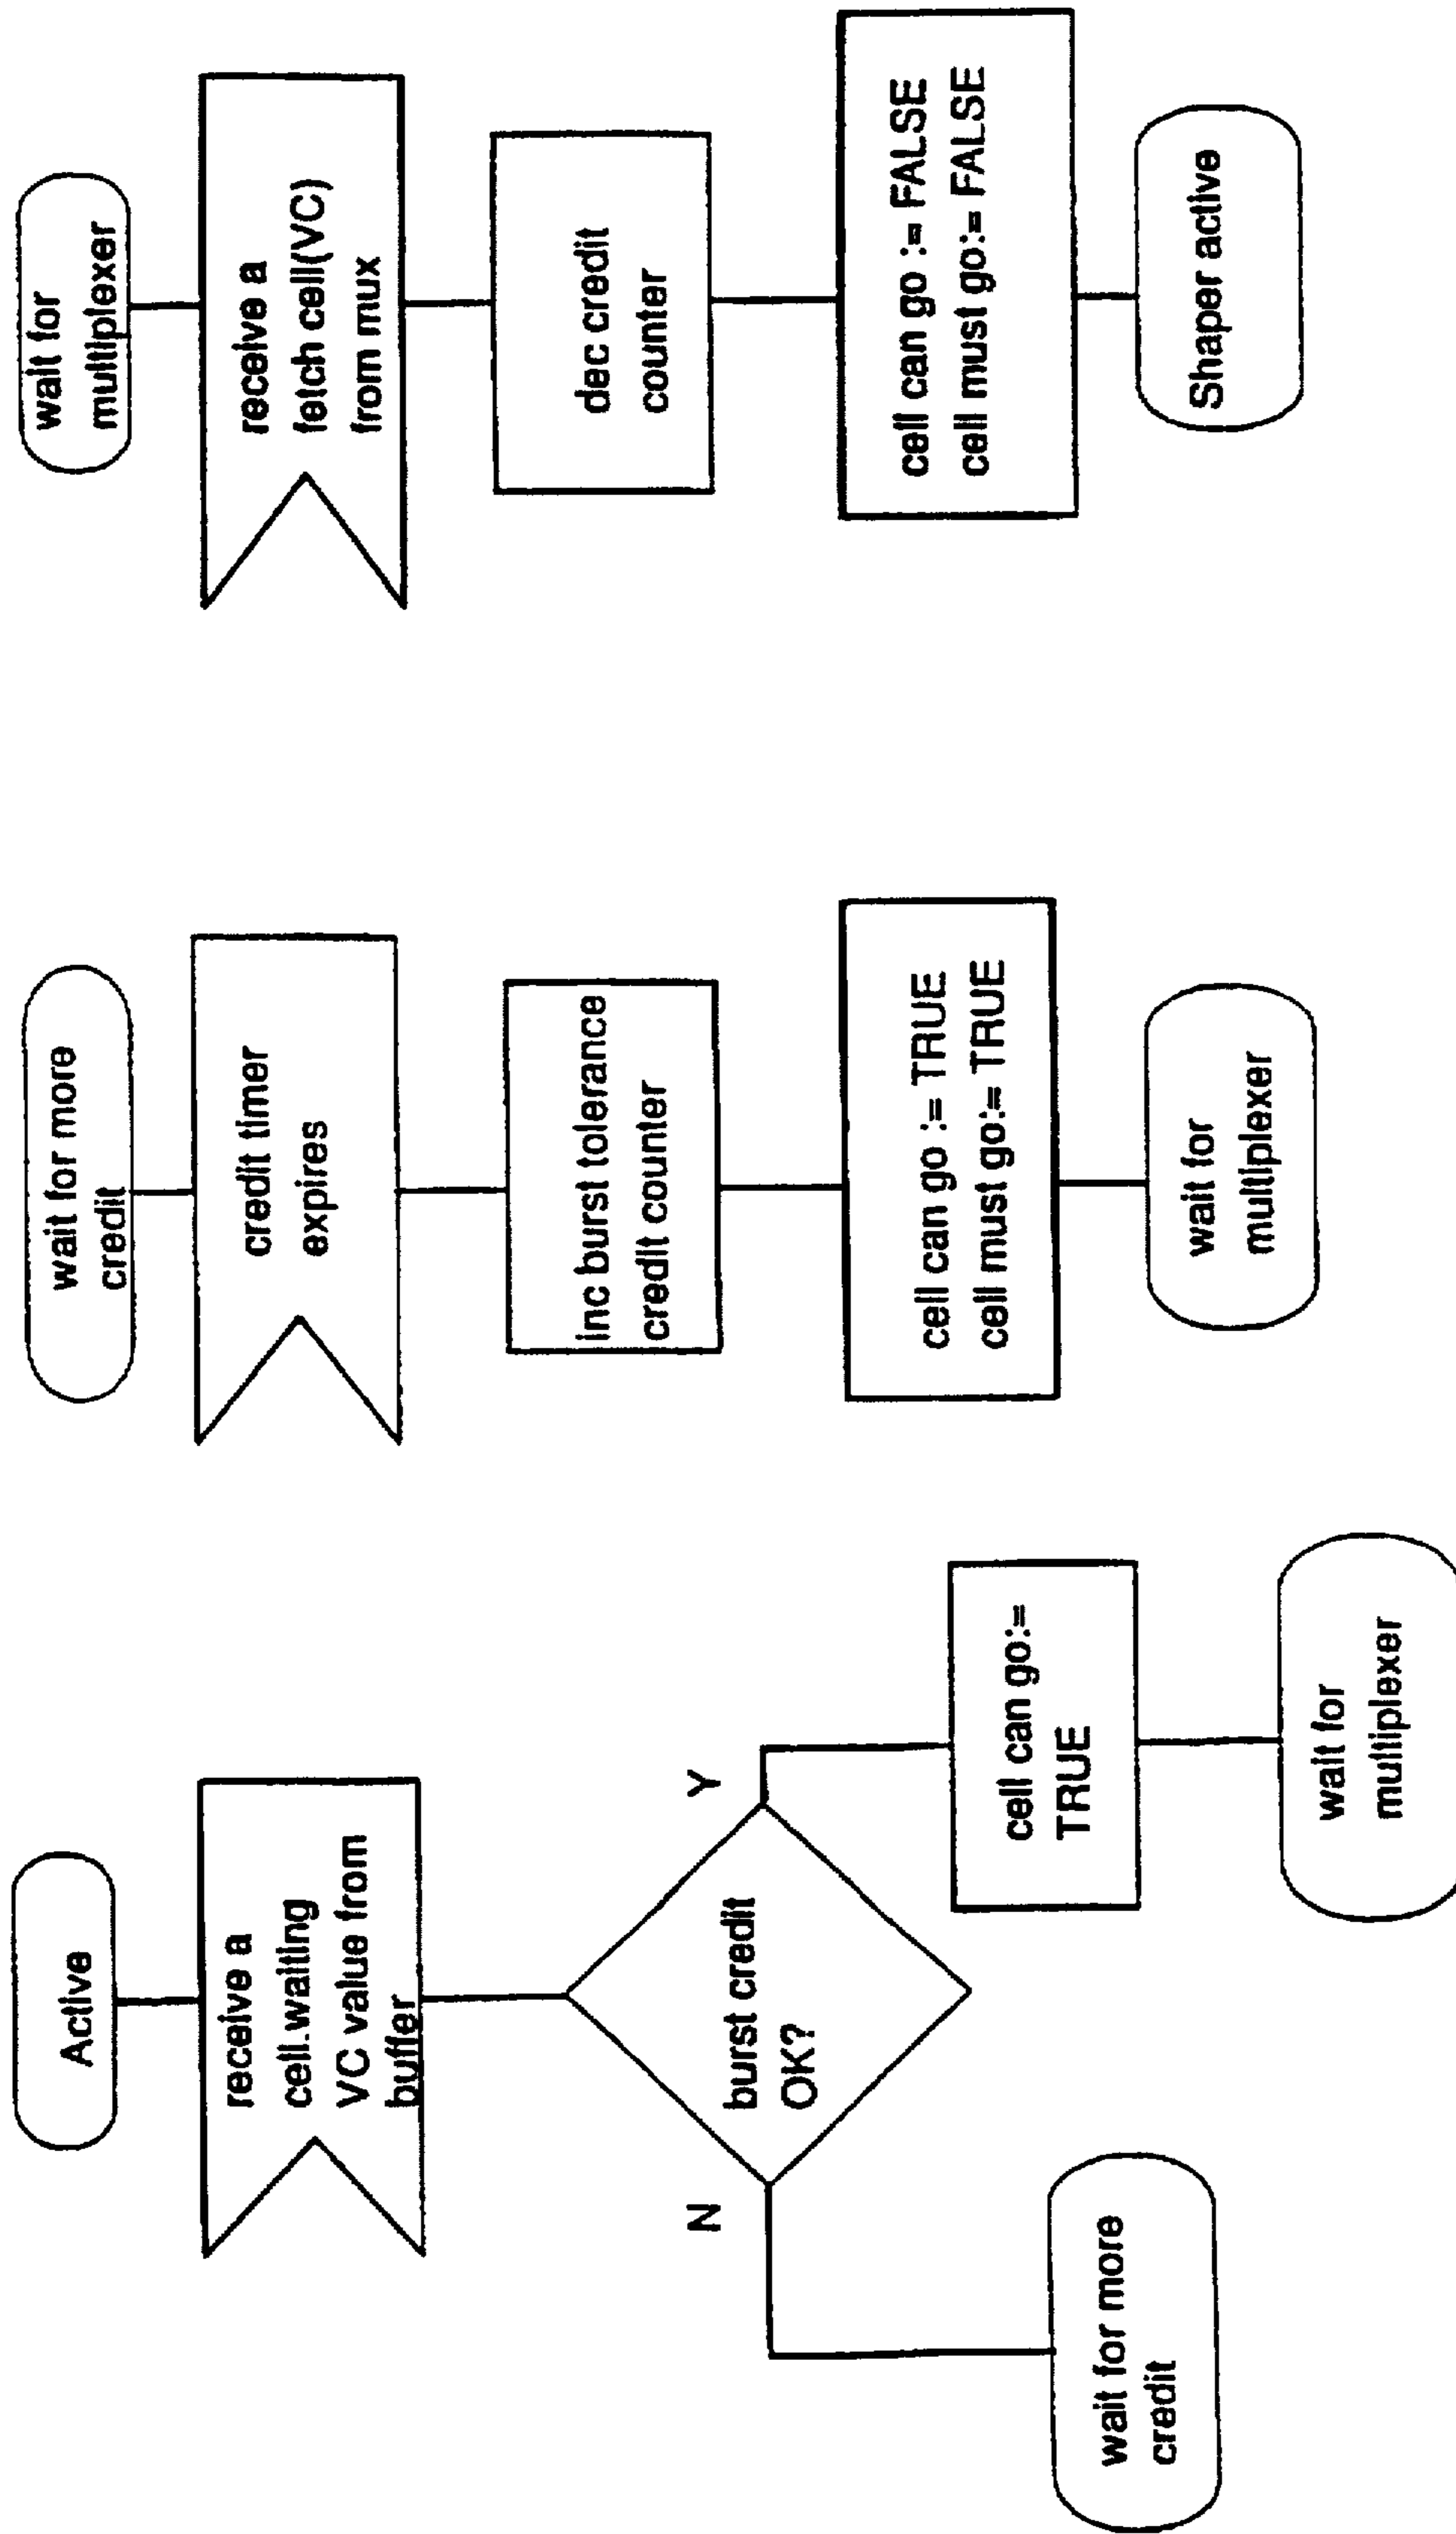 Active
receive a
cell.waiting
VC value from
buffer
burst credit
OK?
N
Y
wait for more
credit
cell can go:=
TRUE
wait for
multiplexer
wait for more
credit
credit timer
expires
inc burst tolerance
credit counter
cell can go := TRUE
cell must go:= TRUE
wait for
multiplexer
wait for
multiplexer
receive a
fetch cell(VC)
from mux
dec credit
counter
cell can go := FALSE
cell must go:= FALSE
Shaper active